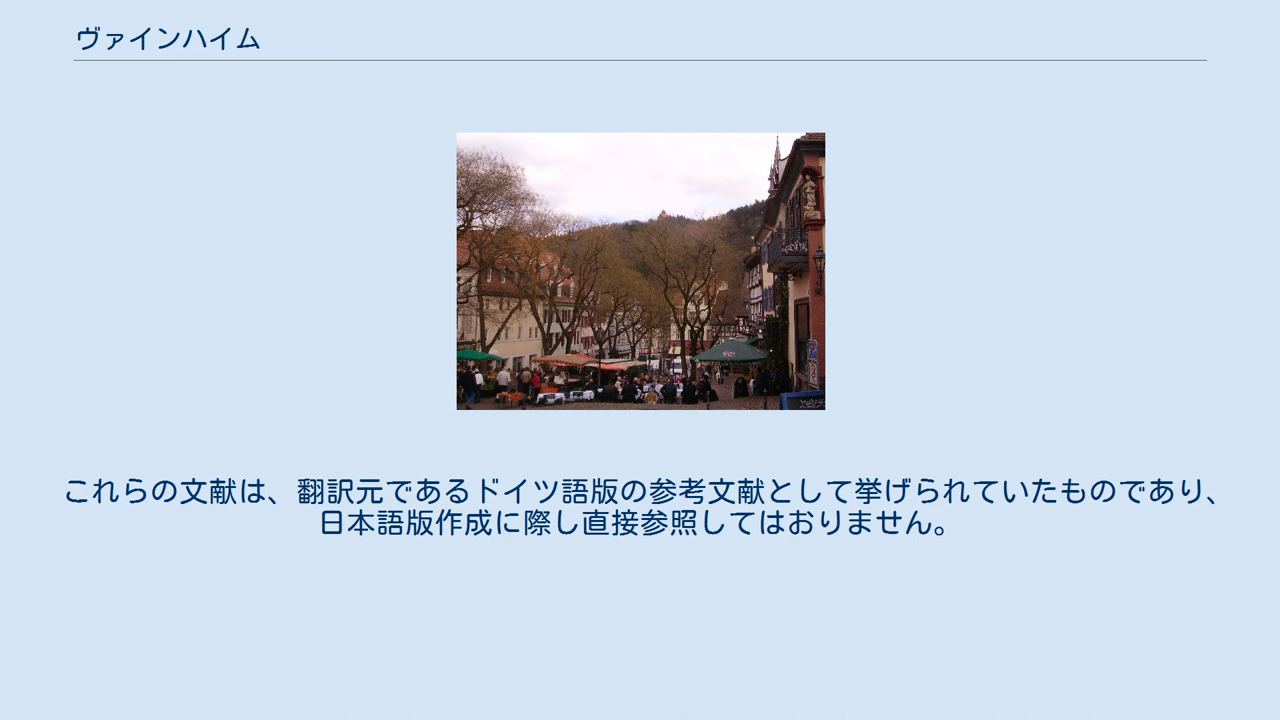 ヴァインハイム
これらの文献は、翻訳元であるドイツ語版の参考文献として挙げられていたものであり、
日本語版作成に際し直接参照してはおりません。